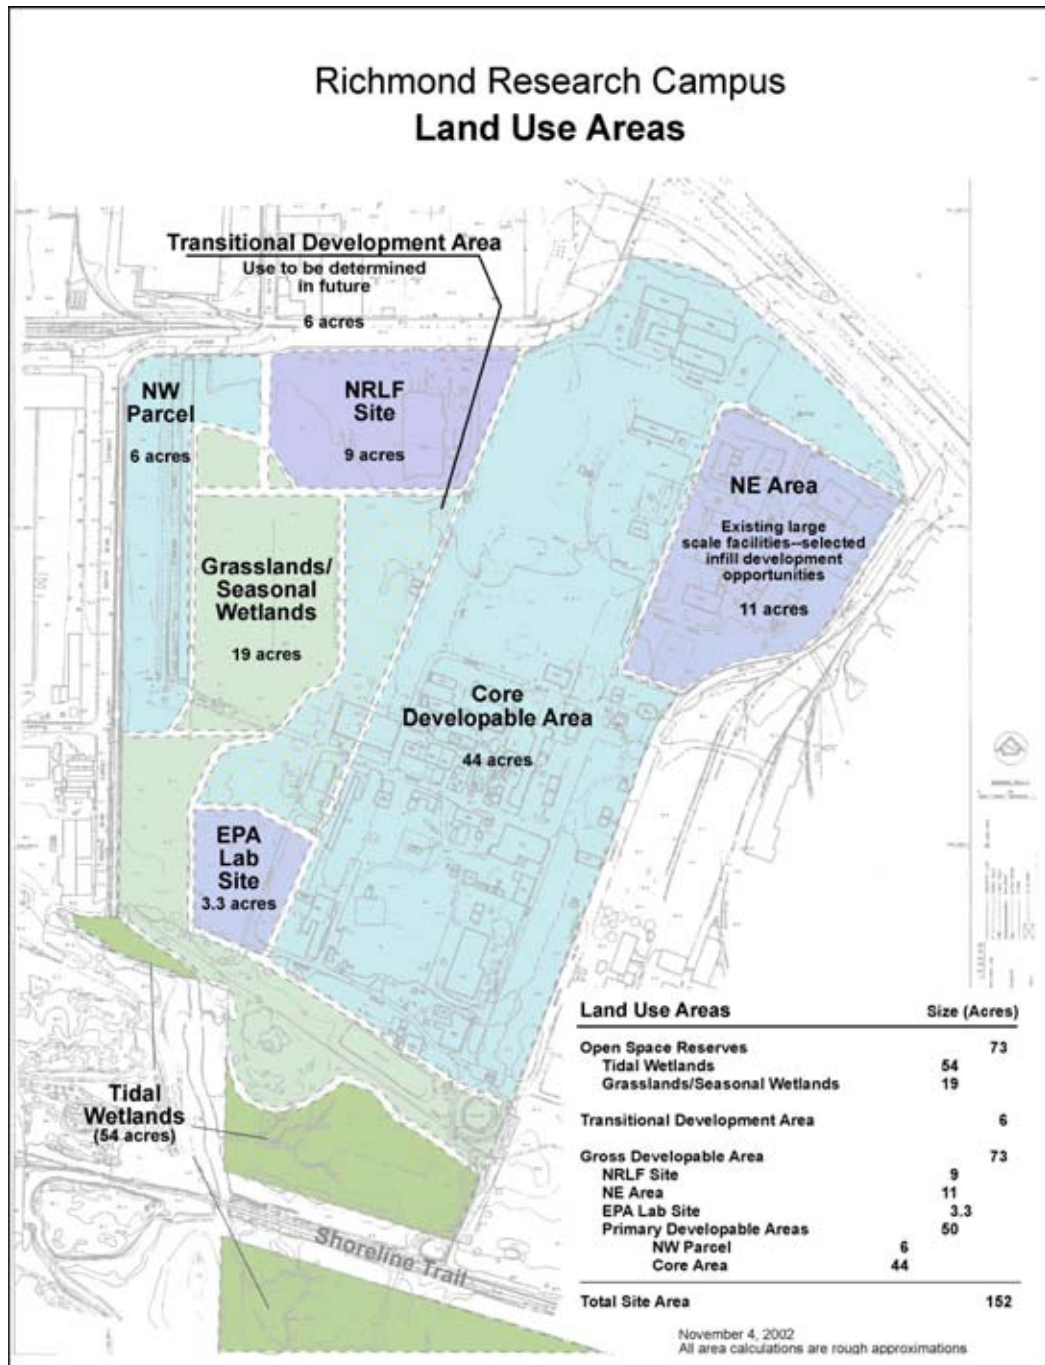 Richmond Research Campus
Land Use Areas
Transitional Development Area
Use to be determined
in future
6 acres
NW
Parcel
6 acres
NRLF
Site
9 acres
NE Area
Existing large
scale facilities--selected
infill development
opportunities
11 acres
Grasslands/
Seasonal
Wetlands
19 acres
Core
Developable Area
44 acres
EPA
Lab
Site
3.3 acres
Tidal
Wetlands
(54 acres)
Shoreline Trail
Land Use Areas Size (Acres)
Open Space Reserves 73
Tidal Wetlands 54
Grasslands/Seasonal Wetlands 19
Transitional Development Area 6
Gross Developable Area 73
NRLF Site 9
NE Area 11
EPA Lab Site 3.3
Primary Developable Areas 50
NW Parcel 6
Core Area 44
Total Site Area 152
November 4, 2002
All area calculations are rough approximations